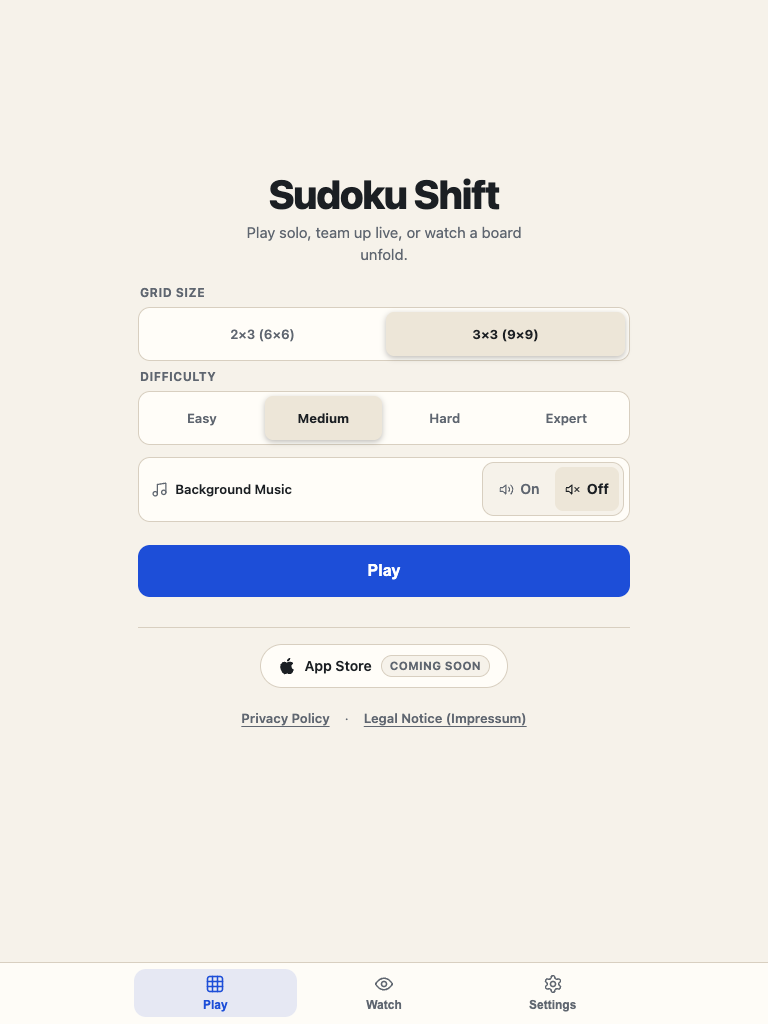 Sudoku Shift
Play solo, team up live, or watch a board
unfold.
GRID SIZE
2×3 (6×6) 3×3 (9×9)
DIFFICULTY
Easy Medium Hard Expert
Background Music On Off
Play
App Store COMING SOON
Privacy Policy · Legal Notice (Impressum)
Play Watch Settings